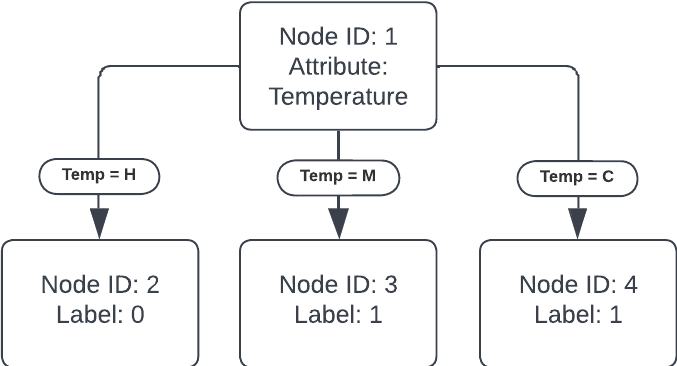 Node ID: 1
Attribute:
Temperature
Temp = H
Temp = M
Temp = C
Node ID: 2
Label: 0
Node ID: 3
Label: 1
Node ID: 4
Label: 1